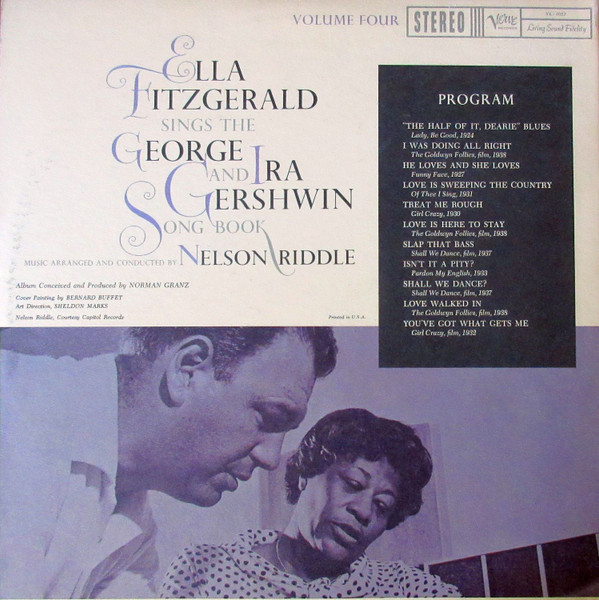 VOLUME FOUR
STEREO
Verve
RECORDS
Living Sound Fidelity
ELLA
FITZGERALD
SINGS THE
GEORGE
AND IRA
GERSHWIN
SONG BOOK
MUSIC ARRANGED AND CONDUCTED BY NELSON RIDDLE
Album Conceived and Produced by NORMAN GRANZ
Cover Painting by BERNARD BUFFET
Art Direction, SHELDON MARKS
Nelson Riddle, Courtesy Capitol Records
Printed in U.S.A.
PROGRAM
"THE HALF OF IT, DEARIE" BLUES
Lady, Be Good, 1924
I WAS DOING ALL RIGHT
The Goldwyn Follies, film, 1938
HE LOVES AND SHE LOVES
Funny Face, 1927
LOVE IS SWEEPING THE COUNTRY
Of Thee I Sing, 1931
TREAT ME ROUGH
Girl Crazy, 1930
LOVE IS HERE TO STAY
The Goldwyn Follies, film, 1938
SLAP THAT BASS
Shall We Dance, film, 1937
ISN'T IT A PITY?
Pardon My English, 1933
SHALL WE DANCE?
Shall We Dance, film, 1937
LOVE WALKED IN
The Goldwyn Follies, film, 1938
YOU'VE GOT WHAT GETS ME
Girl Crazy, film, 1932